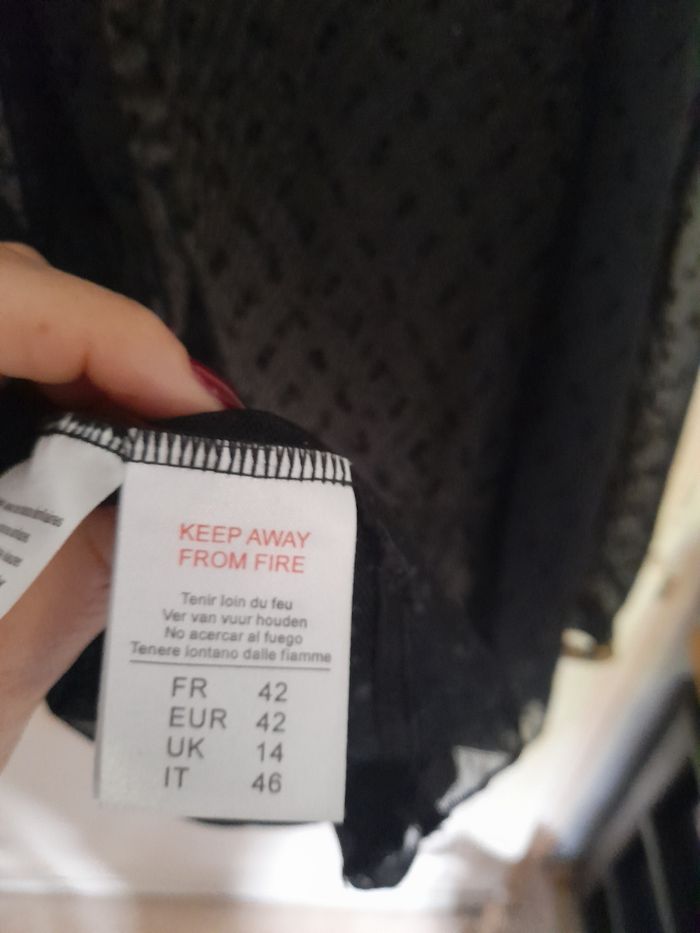 KEEP AWAY
FROM FIRE
Tenir loin du feu
Ver van vuur houden
No acercar al fuego
Tenere lontano dalle fiamme
FR 42
EUR 42
UK 14
IT 46